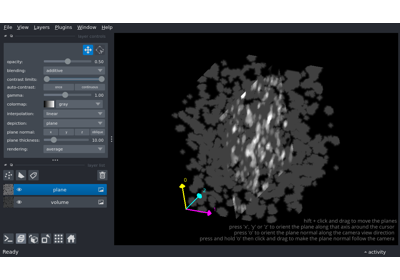 File View Layers Plugins Window Help
layer controls
opacity: 0.50
blending: additive
contrast limits:
auto-contrast: once continuous
gamma: 1.00
colormap: gray
interpolation: linear
depiction: plane
plane normal: x y z oblique
plane thickness: 10.00
rendering: average
layer list
plane
volume
0
hift + click and drag to move the planes
press 'x', 'y' or 'z' to orient the plane along that axis around the cursor
press 'o' to orient the plane normal along the camera view direction
press and hold 'o' then click and drag to make the plane normal follow the camera
Ready
activity